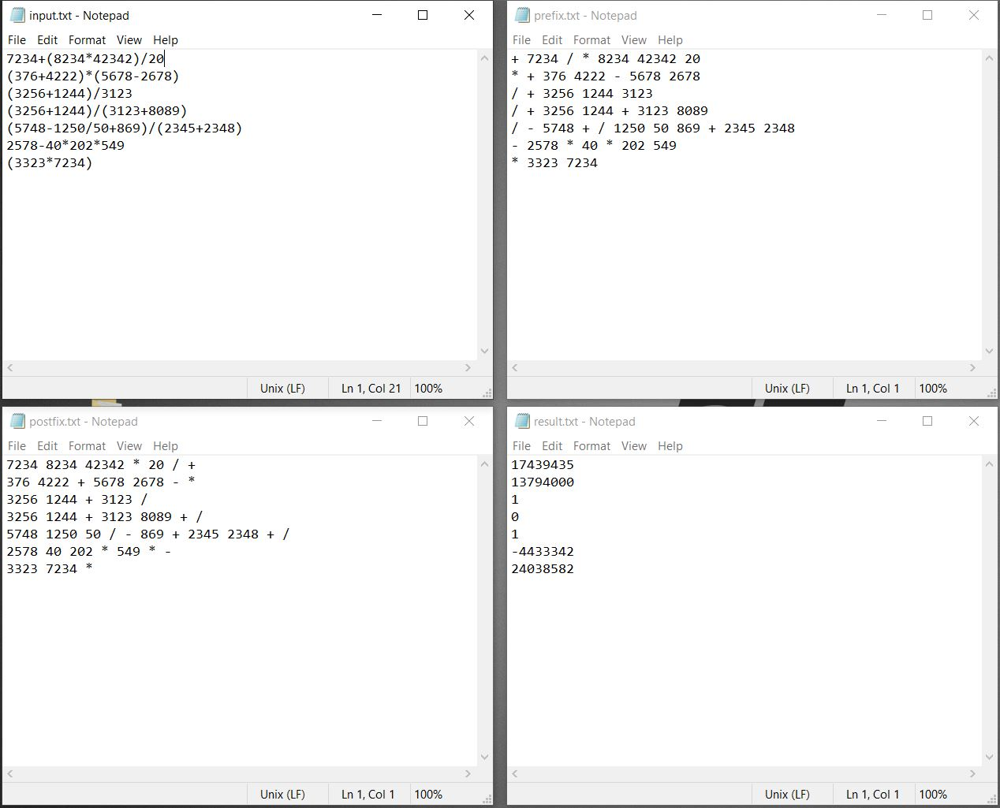 input.txt - Notepad
File Edit Format View Help
7234+(8234*42342)/20
(376+4222)*(5678-2678)
(3256+1244)/3123
(3256+1244)/(3123+8089)
(5748-1250/50+869)/(2345+2348)
2578-40*202*549
(3323*7234)
Unix (LF) Ln 1, Col 21 100%
prefix.txt - Notepad
File Edit Format View Help
+ 7234 / * 8234 42342 20
* + 376 4222 - 5678 2678
/ + 3256 1244 3123
/ + 3256 1244 + 3123 8089
/ - 5748 + / 1250 50 869 + 2345 2348
- 2578 * 40 * 202 549
* 3323 7234
Unix (LF) Ln 1, Col 1 100%
postfix.txt - Notepad
File Edit Format View Help
7234 8234 42342 * 20 / +
376 4222 + 5678 2678 - *
3256 1244 + 3123 /
3256 1244 + 3123 8089 + /
5748 1250 50 / - 869 + 2345 2348 + /
2578 40 202 * 549 * -
3323 7234 *
Unix (LF) Ln 1, Col 1 100%
result.txt - Notepad
File Edit Format View Help
17439435
13794000
1
0
1
-4433342
24038582
Unix (LF) Ln 1, Col 1 100%